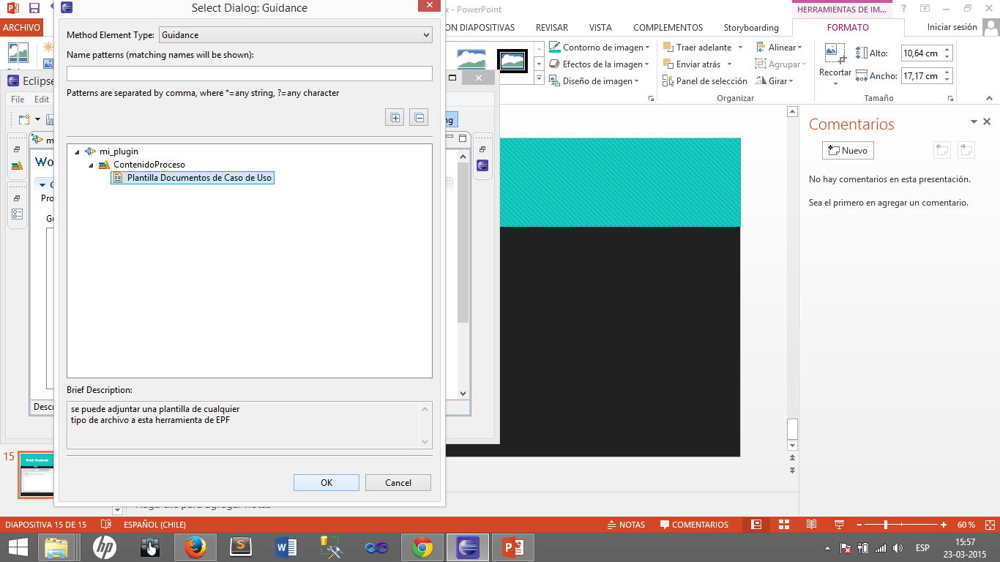 Select Dialog: Guidance
x - PowerPoint
HERRAMIENTAS DE IM...
ARCHIVO
ON DIAPOSITIVAS
REVISAR
VISTA
COMPLEMENTOS
Storyboarding
FORMATO
Iniciar sesión
Method Element Type:
Guidance
Name patterns (matching names will be shown):
Patterns are separated by comma, where *=any string, ?=any character
Contorno de imagen
Efectos de la imagen
Diseño de imagen
Traer adelante
Enviar atrás
Panel de selección
Alinear
Agrupar
Girar
Organizar
Recortar
Alto:
10,64 cm
Ancho:
17,17 cm
Tamaño
Eclipse
File
Edit
ng
mi_plugin
ContenidoProceso
Plantilla Documentos de Caso de Uso
Brief Description:
se puede adjuntar una plantilla de cualquier
tipo de archivo a esta herramienta de EPF
OK
Cancel
Comentarios
Nuevo
No hay comentarios en esta presentación.
Sea el primero en agregar un comentario.
15
Work Products
DIAPOSITIVA 15 DE 15
ESPAÑOL (CHILE)
NOTAS
COMENTARIOS
60 %
hp
ESP
15:57
23-03-2015